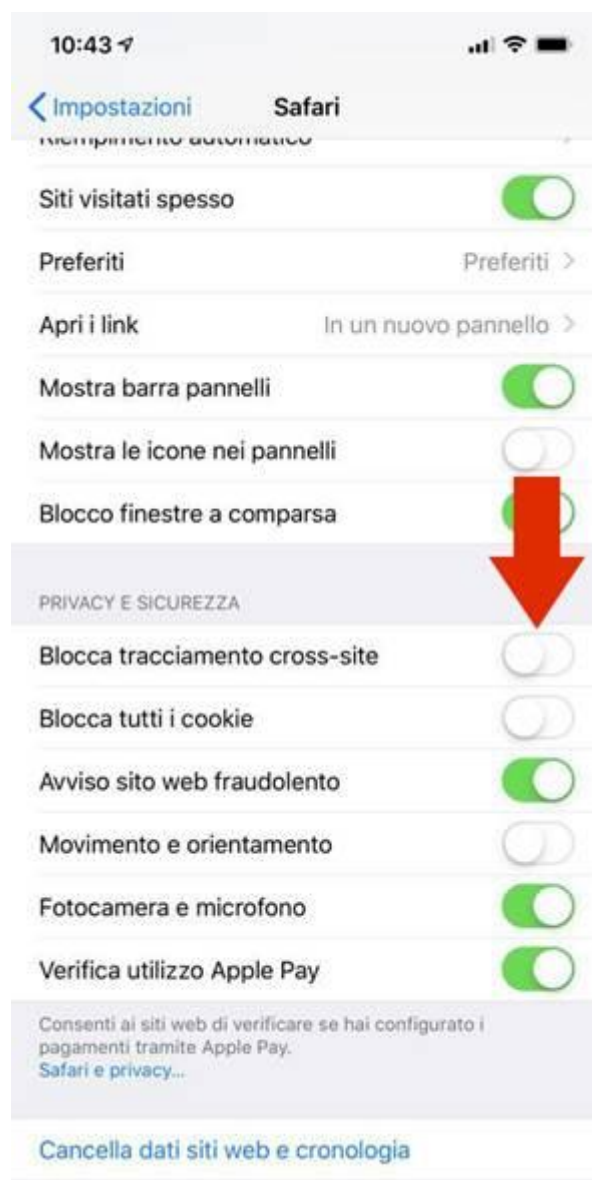 10:43
Impostazioni Safari
Riempimento automatico
Siti visitati spesso
Preferiti Preferiti
Apri i link In un nuovo pannello
Mostra barra pannelli
Mostra le icone nei pannelli
Blocco finestre a comparsa
PRIVACY E SICUREZZA
Blocca tracciamento cross-site
Blocca tutti i cookie
Avviso sito web fraudolento
Movimento e orientamento
Fotocamera e microfono
Verifica utilizzo Apple Pay
Consenti ai siti web di verificare se hai configurato i
pagamenti tramite Apple Pay.
Safari e privacy...
Cancella dati siti web e cronologia